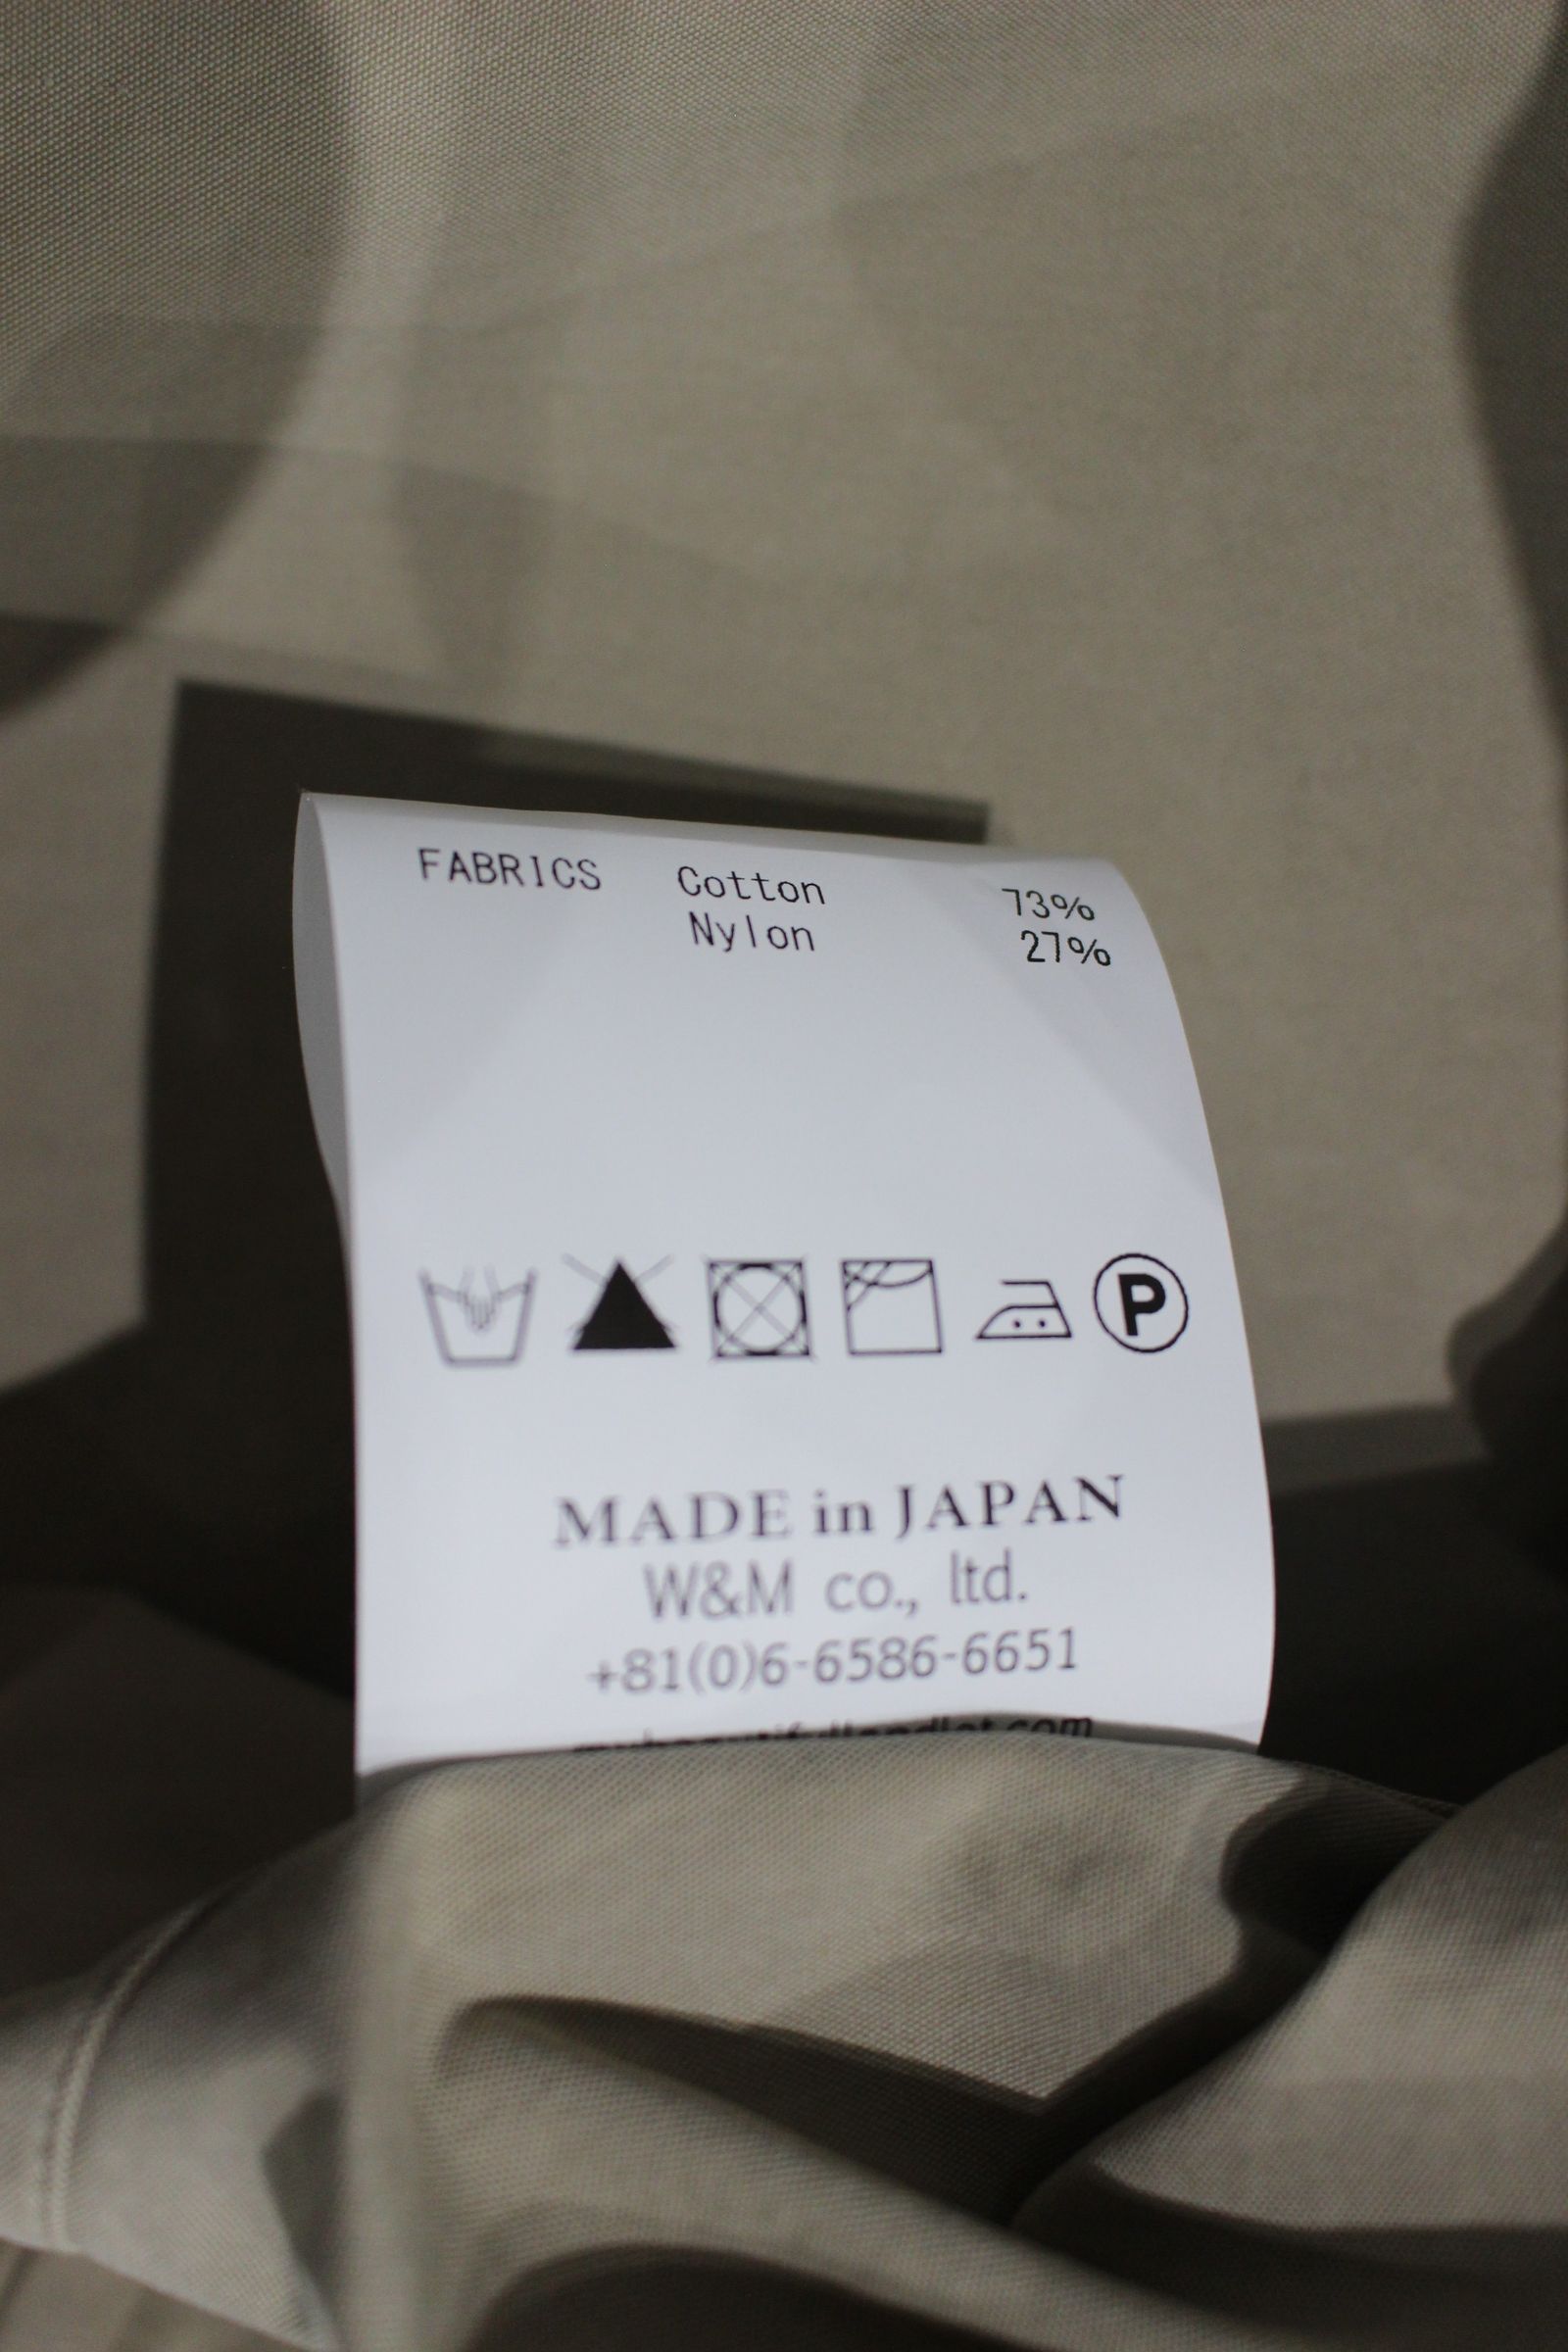 FABRICS Cotton 73%
Nylon 27%
P
MADE in JAPAN
W&M co., ltd.
+81(0)6-6586-6651